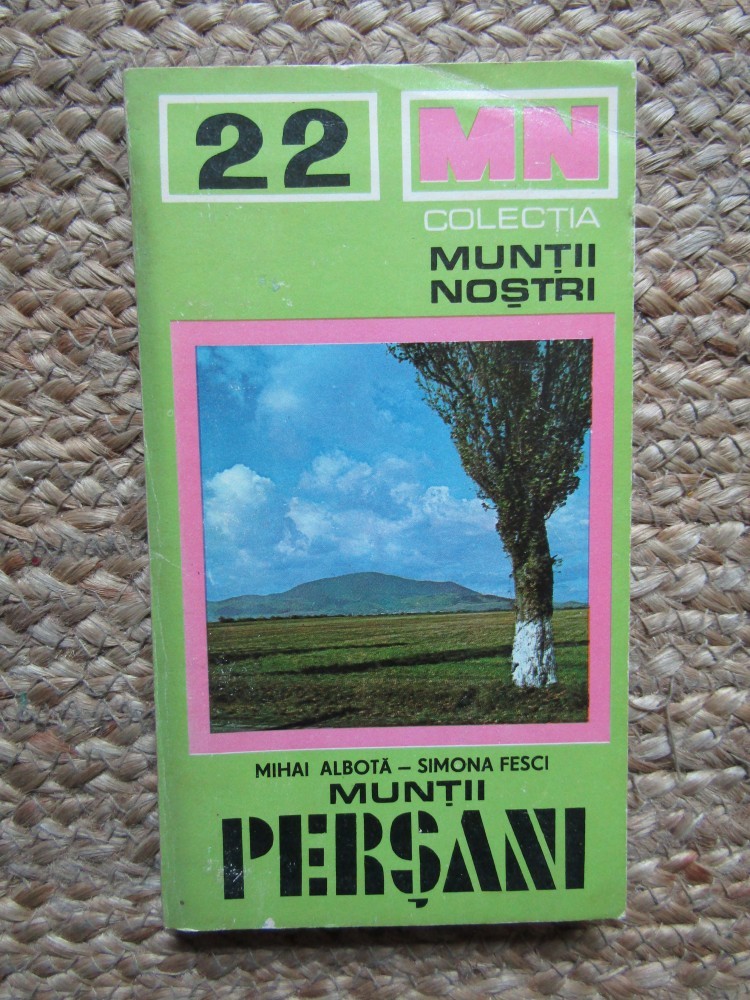 22
MN
COLECȚIA
MUNȚII
NOȘTRI
MIHAI ALBOTĂ – SIMONA FESCI
MUNȚII
PERȘANI